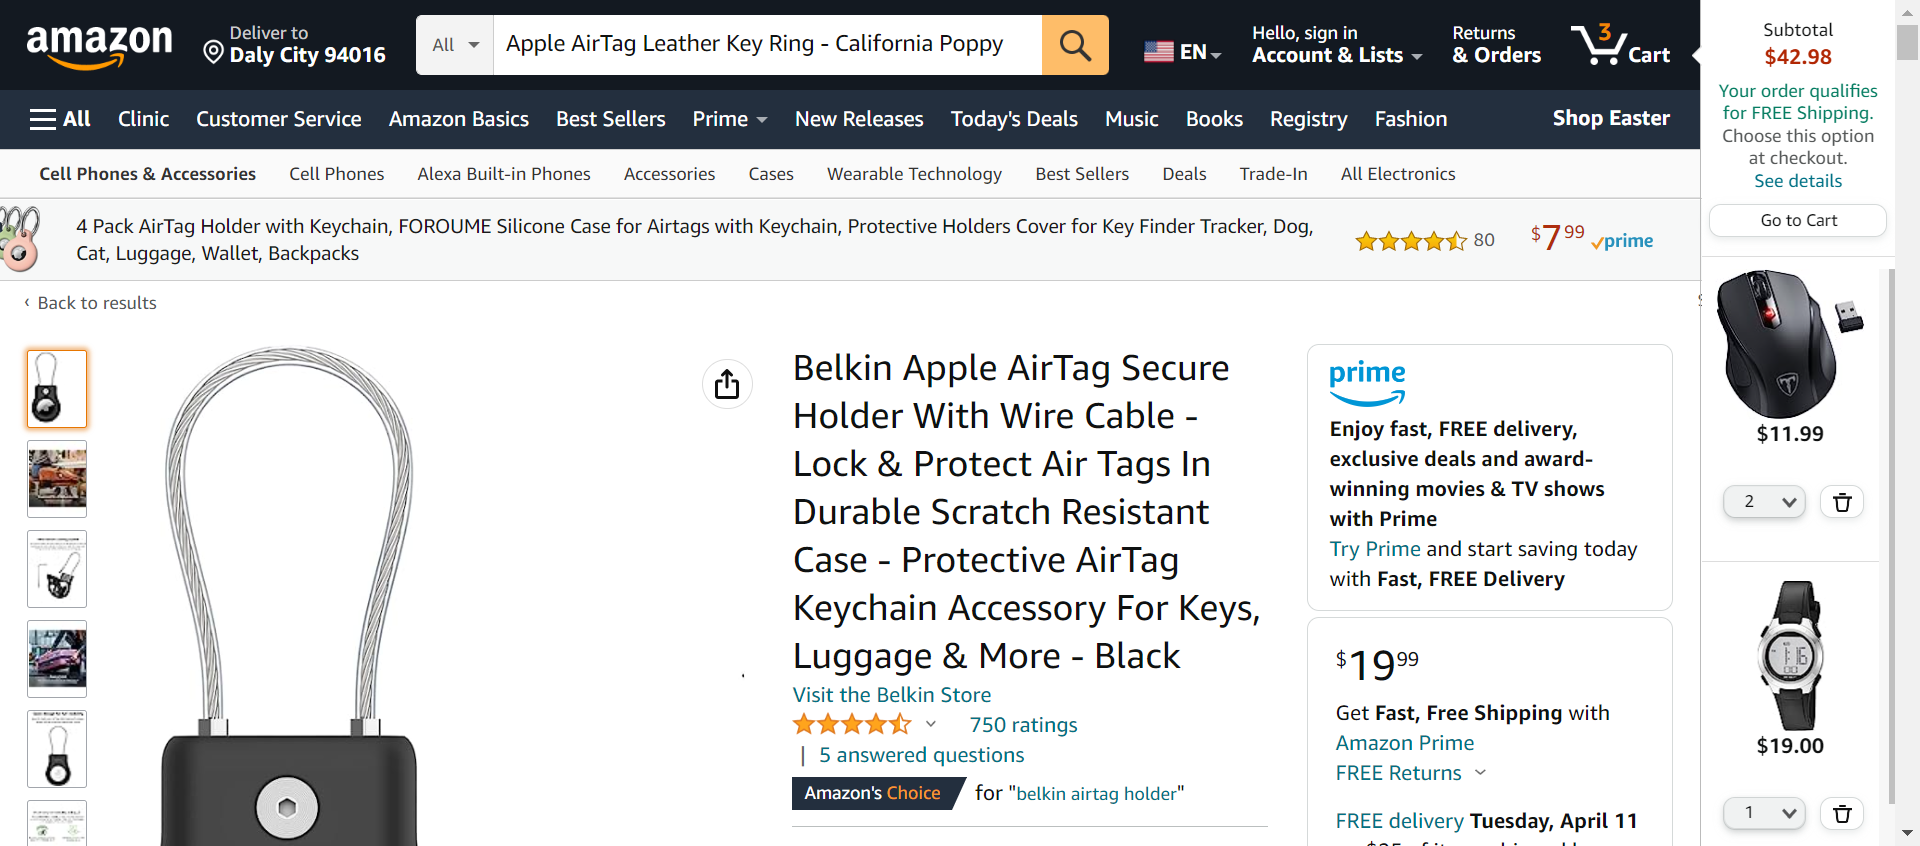 amazon
Deliver to
Daly City 94016
All
Apple AirTag Leather Key Ring - California Poppy
EN
Hello, sign in
Account & Lists
Returns
& Orders
3
Cart
All
Clinic
Customer Service
Amazon Basics
Best Sellers
Prime
New Releases
Today's Deals
Music
Books
Registry
Fashion
Shop Easter
Cell Phones & Accessories
Cell Phones
Alexa Built-in Phones
Accessories
Cases
Wearable Technology
Best Sellers
Deals
Trade-In
All Electronics
4 Pack AirTag Holder with Keychain, FOROUME Silicone Case for Airtags with Keychain, Protective Holders Cover for Key Finder Tracker, Dog,
Cat, Luggage, Wallet, Backpacks
80
$7 99
prime
‹ Back to results
Belkin Apple AirTag Secure
Holder With Wire Cable -
Lock & Protect Air Tags In
Durable Scratch Resistant
Case - Protective AirTag
Keychain Accessory For Keys,
Luggage & More - Black
Visit the Belkin Store
750 ratings
| 5 answered questions
Amazon's Choice for "belkin airtag holder"
prime
Enjoy fast, FREE delivery,
exclusive deals and award-
winning movies & TV shows
with Prime
Try Prime and start saving today
with Fast, FREE Delivery
$19 99
Get Fast, Free Shipping with
Amazon Prime
FREE Returns
FREE delivery Tuesday, April 11
Subtotal
$42.98
Your order qualifies
for FREE Shipping.
Choose this option
at checkout.
See details
Go to Cart
$11.99
2
1:16
$19.00
1